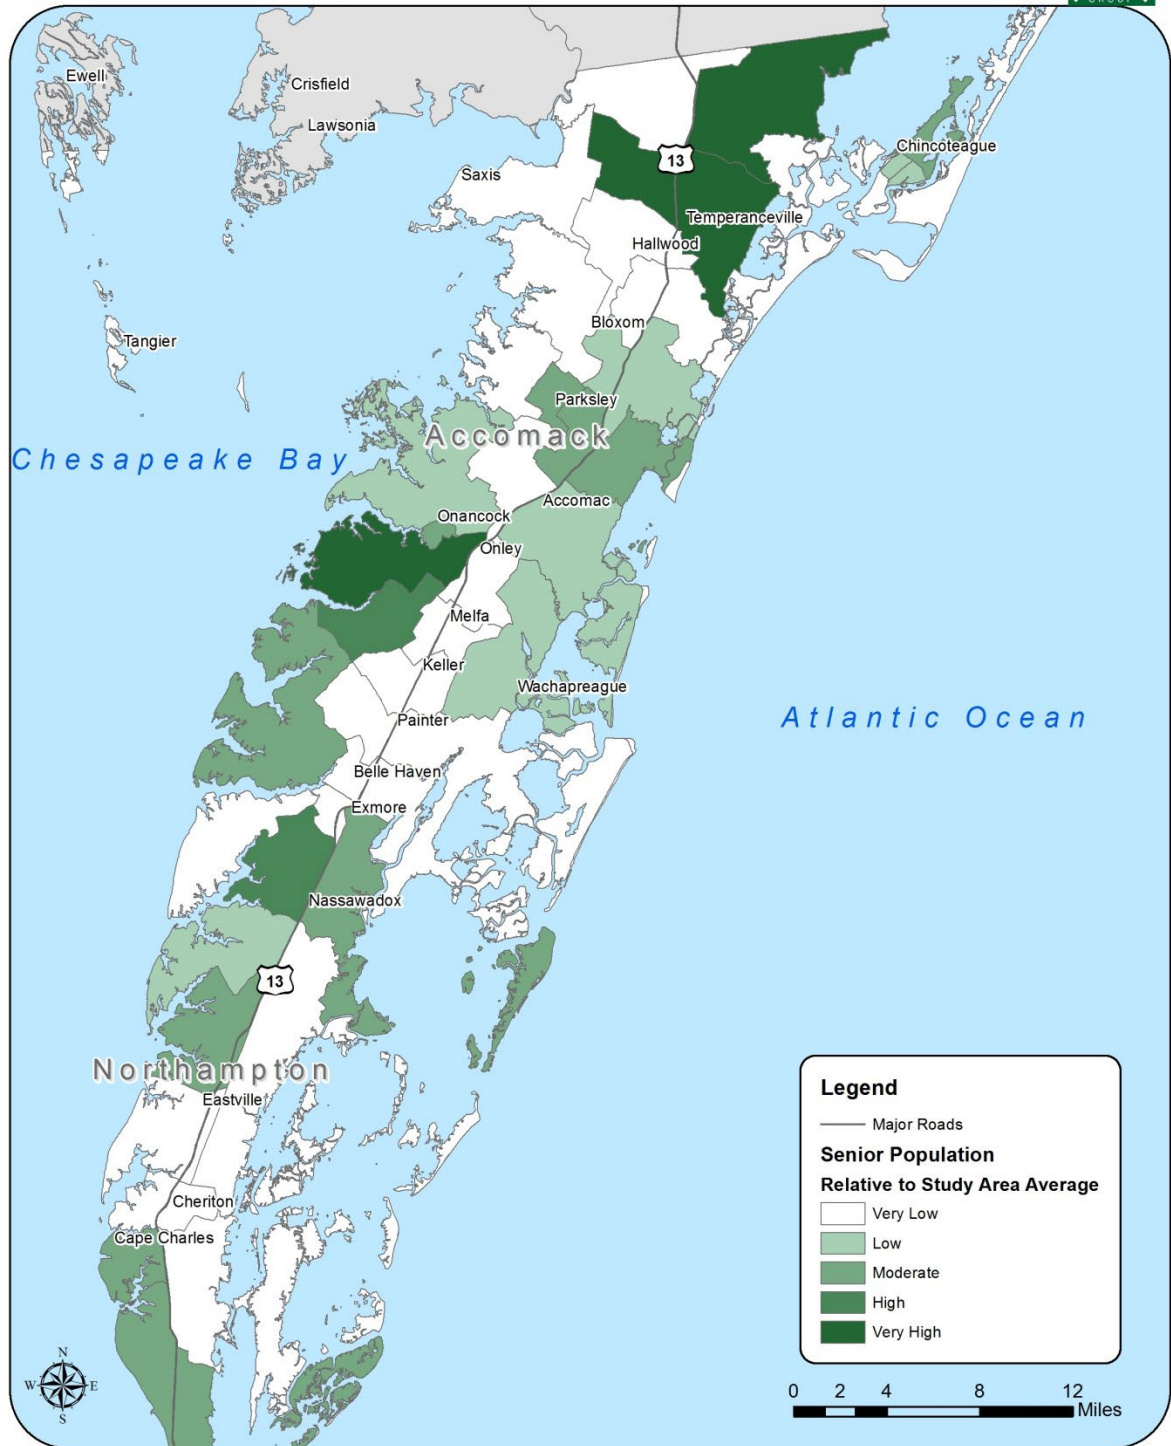 GROUP
Ewell
Crisfield
Lawsonia
Saxis
13
Chincoteague
Temperanceville
Hallwood
Bloxom
Tangier
Parksley
Accomack
Chesapeake Bay
Accomac
Onancock
Onley
Melfa
Keller
Wachapreague
Painter
Atlantic Ocean
Belle Haven
Exmore
Nassawadox
13
Northampton
Eastville
Cheriton
Cape Charles
Legend
Major Roads
Senior Population
Relative to Study Area Average
Very Low
Low
Moderate
High
Very High
N
W E
S
0 2 4 8 12
Miles